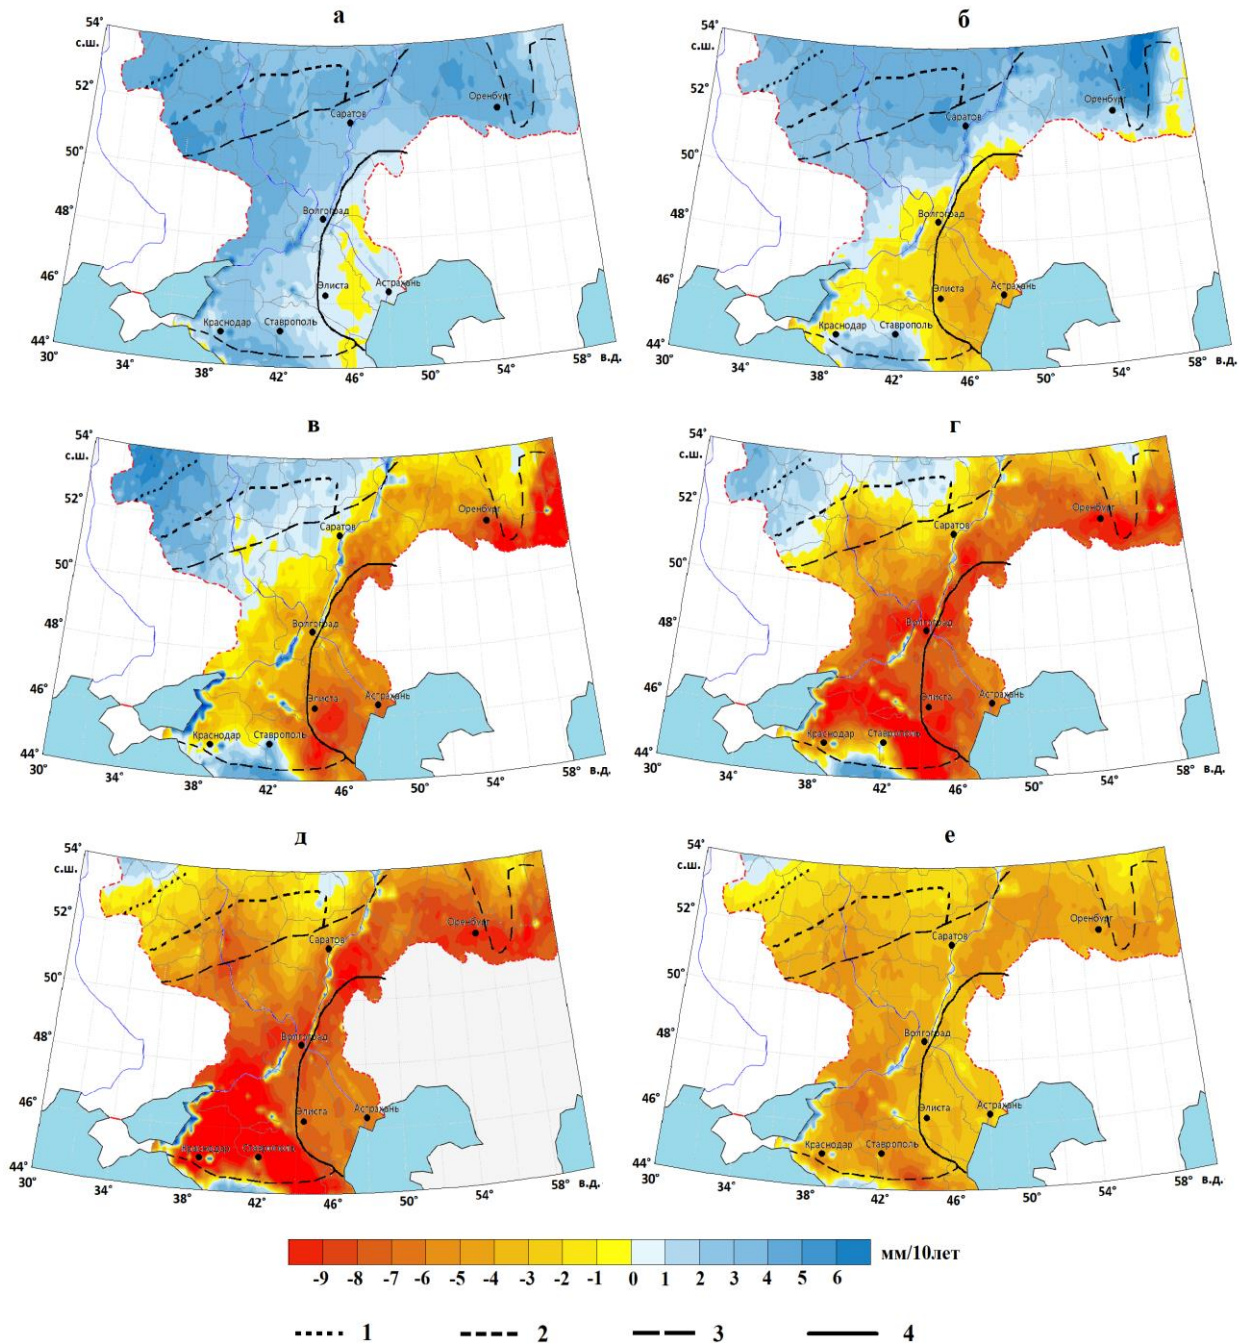 а
54°
с.ш.
52°
50°
48°
46°
44°
30°
34°
38°
42°
46°
50°
54°
58°
в.д.
Оренбург
Саратов
Волгоград
Элиста
Астрахань
Краснодар
Ставрополь
б
54°
с.ш.
52°
50°
48°
46°
44°
30°
34°
38°
42°
46°
50°
54°
58°
в.д.
Оренбург
Саратов
Волгоград
Элиста
Астрахань
Краснодар
Ставрополь
в
54°
с.ш.
52°
50°
48°
46°
44°
30°
34°
38°
42°
46°
50°
54°
58°
в.д.
Саратов
Оренбург
Волгоград
Элиста
Астрахань
Краснодар
Ставрополь
г
54°
с.ш.
52°
50°
48°
46°
44°
30°
34°
38°
42°
46°
50°
54°
58°
в.д.
Оренбург
Саратов
Волгоград
Элиста
Астрахань
Краснодар
Ставрополь
д
54°
с.ш.
52°
50°
48°
46°
44°
30°
34°
38°
42°
46°
50°
54°
58°
в.д.
Оренбург
Саратов
Волгоград
Элиста
Астрахань
Краснодар
Ставрополь
е
54°
с.ш.
52°
50°
48°
46°
44°
30°
34°
38°
42°
46°
50°
54°
58°
в.д.
Оренбург
Саратов
Волгоград
Элиста
Астрахань
Краснодар
Ставрополь
мм/10лет
-9 -8 -7 -6 -5 -4 -3 -2 -1 0 1 2 3 4 5 6
1 2 3 4